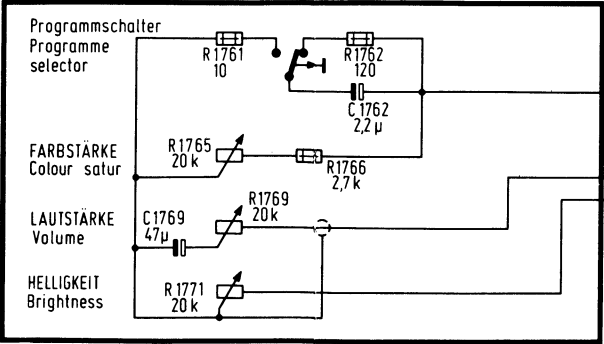 Programmschalter
Programme
selector
R1761
10
R1762
120
C1762
2,2µ
FARBSTÄRKE
Colour satur
R1765
20k
R1766
2,7k
LAUTSTÄRKE
Volume
C1769
47µ
R1769
20k
HELLIGKEIT
Brightness
R1771
20k